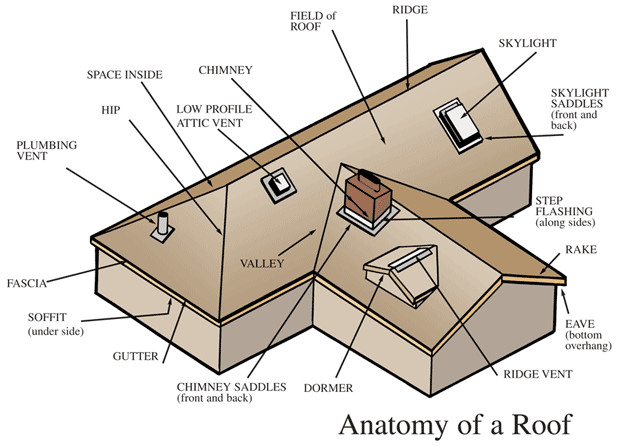 FIELD of
ROOF
RIDGE
SKYLIGHT
SPACE INSIDE
CHIMNEY
HIP
LOW PROFILE
ATTIC VENT
SKYLIGHT
SADDLES
(front and
back)
PLUMBING
VENT
STEP
FLASHING
(along sides)
VALLEY
RAKE
FASCIA
SOFFIT
(under side)
EAVE
(bottom
overhang)
GUTTER
CHIMNEY SADDLES
(front and back)
DORMER
RIDGE VENT
Anatomy of a Roof